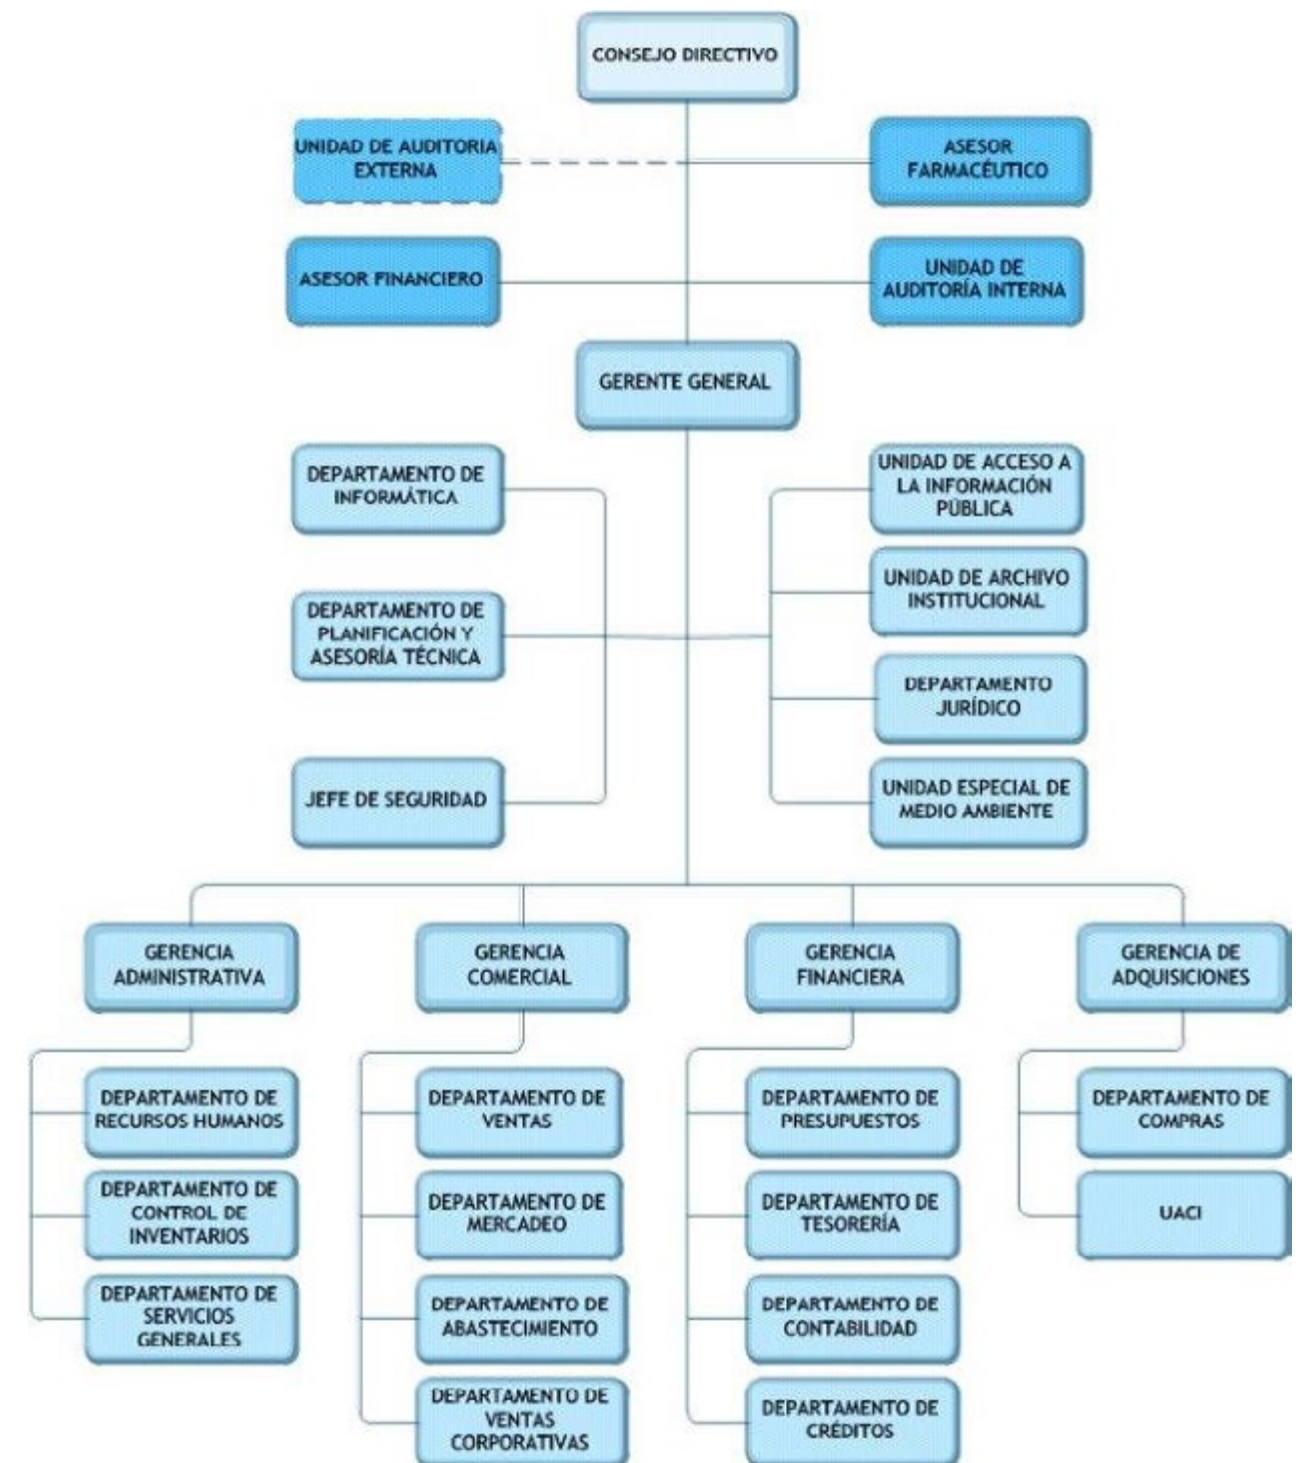 CONSEJO DIRECTIVO
UNIDAD DE AUDITORIA
EXTERNA
ASESOR
FARMACÉUTICO
ASESOR FINANCIERO
UNIDAD DE
AUDITORÍA INTERNA
GERENTE GENERAL
DEPARTAMENTO DE
INFORMÁTICA
UNIDAD DE ACCESO A
LA INFORMACIÓN
PÚBLICA
UNIDAD DE ARCHIVO
INSTITUCIONAL
DEPARTAMENTO DE
PLANIFICACIÓN Y
ASESORÍA TÉCNICA
DEPARTAMENTO
JURÍDICO
JEFE DE SEGURIDAD
UNIDAD ESPECIAL DE
MEDIO AMBIENTE
GERENCIA
ADMINISTRATIVA
GERENCIA
COMERCIAL
GERENCIA
FINANCIERA
GERENCIA DE
ADQUISICIONES
DEPARTAMENTO DE
RECURSOS HUMANOS
DEPARTAMENTO DE
VENTAS
DEPARTAMENTO DE
PRESUPUESTOS
DEPARTAMENTO DE
COMPRAS
DEPARTAMENTO DE
CONTROL DE
INVENTARIOS
DEPARTAMENTO DE
MERCADEO
DEPARTAMENTO DE
TESORERÍA
UACI
DEPARTAMENTO DE
SERVICIOS
GENERALES
DEPARTAMENTO DE
ABASTECIMIENTO
DEPARTAMENTO DE
CONTABILIDAD
DEPARTAMENTO DE
VENTAS
CORPORATIVAS
DEPARTAMENTO DE
CRÉDITOS